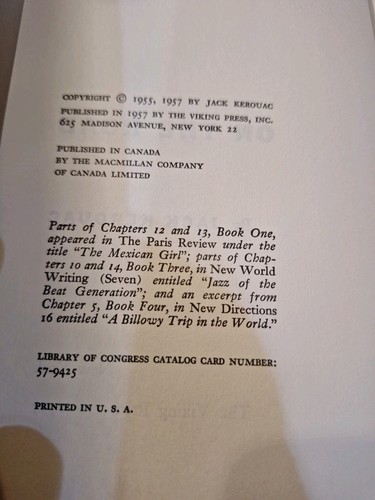 COPYRIGHT © 1955, 1957 BY JACK KEROUAC
PUBLISHED IN 1957 BY THE VIKING PRESS, INC.
625 MADISON AVENUE, NEW YORK 22
PUBLISHED IN CANADA
BY THE MACMILLAN COMPANY
OF CANADA LIMITED
Parts of Chapters 12 and 13, Book One,
appeared in The Paris Review under the
title "The Mexican Girl"; parts of Chap-
ters 10 and 14, Book Three, in New World
Writing (Seven) entitled "Jazz of the
Beat Generation"; and an excerpt from
Chapter 5, Book Four, in New Directions
16 entitled "A Billowy Trip in the World."
LIBRARY OF CONGRESS CATALOG CARD NUMBER:
57-9425
PRINTED IN U. S. A.